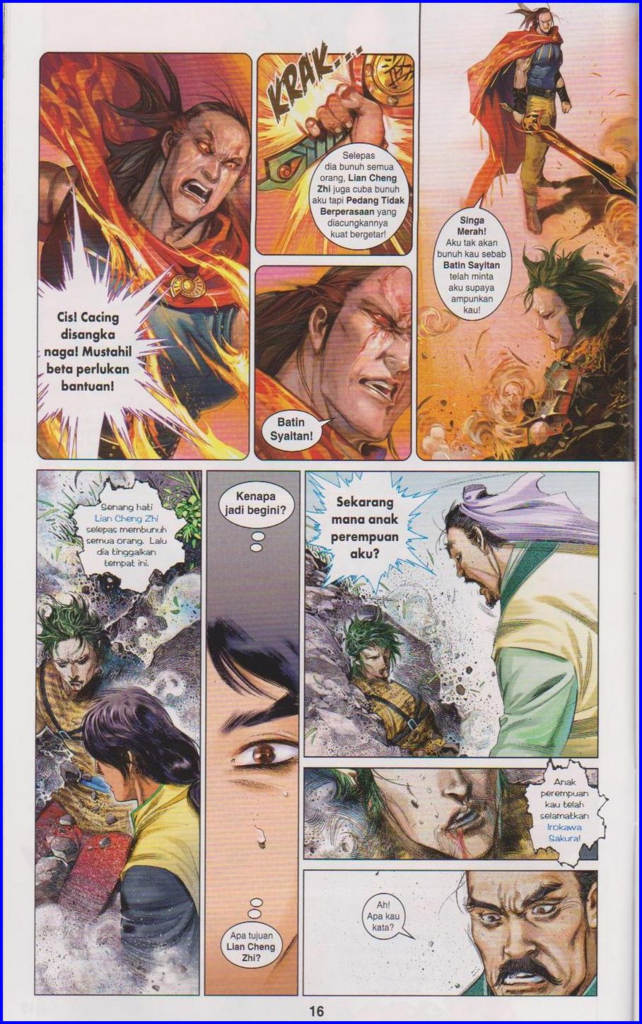 Cis! Cacing
disangka
naga! Mustahil
beta perlukan
bantuan!
KRAK...
Selepas
dia bunuh semua
orang, Lian Cheng
Zhi juga cuba bunuh
aku tapi Pedang Tidak
Berperasaan yang
diacungkannya
kuat bergetar!
Batin
Syaitan!
Singa
Merah!
Aku tak akan
bunuh kau sebab
Batin Sayitan
telah minta
aku supaya
ampunkan
kau!
Senang hati
Lian Cheng Zhi
selepas membunuh
semua orang. Lalu
dia tinggalkan
tempat ini.
Kenapa
jadi begini?
Apa tujuan
Lian Cheng
Zhi?
Sekarang
mana anak
perempuan
aku?
Anak
perempuan
kau telah
selamatkan
Irokawa
Sakura!
Ah!
Apa kau
kata?
16